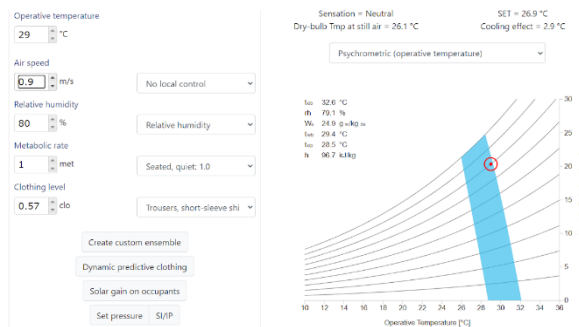 Operative temperature
29 °C
Air speed
0.9 m/s
No local control
Relative humidity
80 %
Relative humidity
Metabolic rate
1 met
Seated, quiet: 1.0
Clothing level
0.57 clo
Trousers, short-sleeve shi
Create custom ensemble
Dynamic predictive clothing
Solar gain on occupants
Set pressure SI/IP
Sensation = Neutral
SET = 26.9 °C
Dry-bulb Tmp at still air = 26.1 °C
Cooling effect = 2.9 °C
Psychrometric (operative temperature)
32.6 °C
rh 79.1 %
24.9
29.4 °C
28.5 °C
h 96.7 kJ/kg
30
25
20
15
10
5
0
10 12 14 16 18 20 22 24 26 28 30 32 34 36
Operative Temperature [°C]